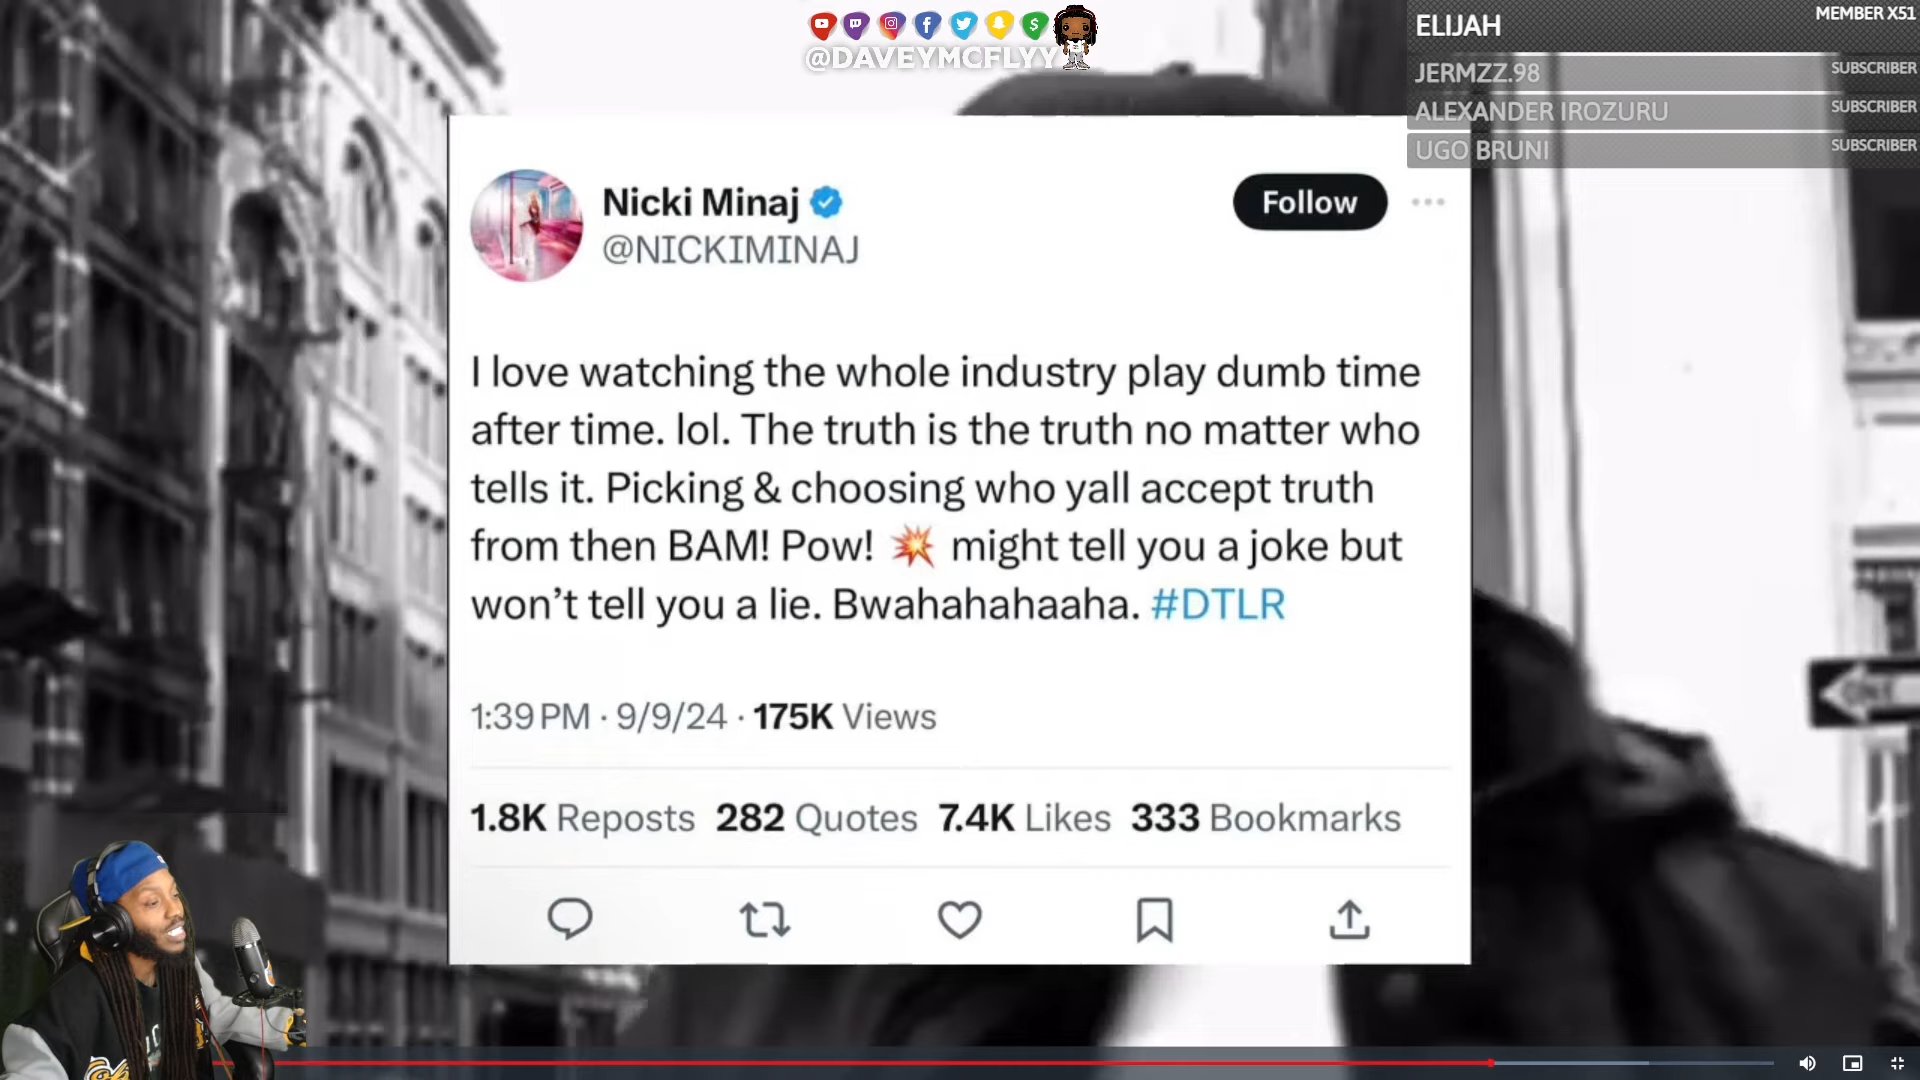 @DAVEYMCFLYY
ELIJAH
MEMBER X51
JERMZZ.98
SUBSCRIBER
ALEXANDER IROZURU
SUBSCRIBER
UGO BRUNI
SUBSCRIBER
Nicki Minaj
@NICKIMINAJ
Follow
I love watching the whole industry play dumb time
after time. lol. The truth is the truth no matter who
tells it. Picking & choosing who yall accept truth
from then BAM! Pow! 💥 might tell you a joke but
won’t tell you a lie. Bwahahahaaha. #DTLR
1:39 PM · 9/9/24 · 175K Views
1.8K Reposts 282 Quotes 7.4K Likes 333 Bookmarks